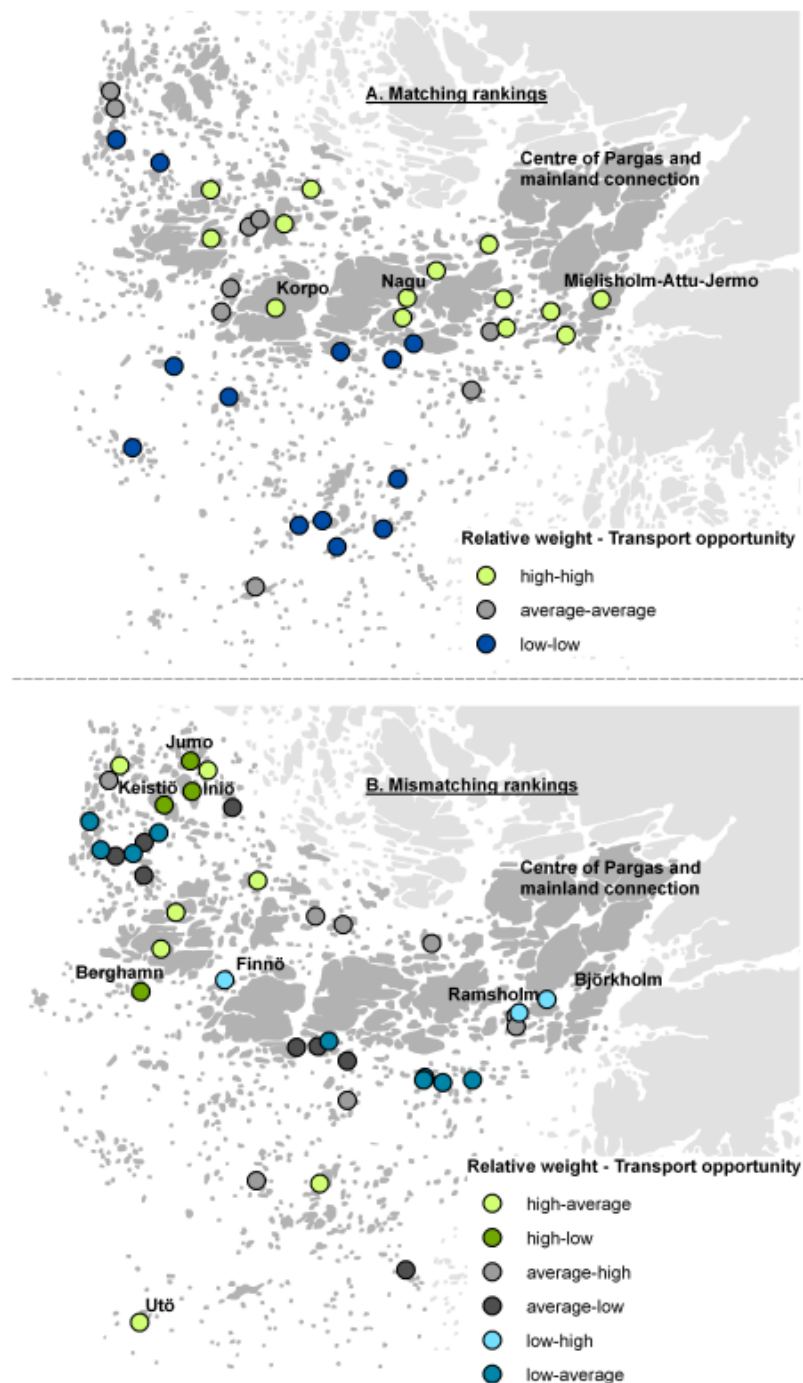 A. Matching rankings
Centre of Pargas and
mainland connection
Korpo
Nagu
Mielisholm-Attu-Jermo
Relative weight - Transport opportunity
high-high
average-average
low-low
Jumo
Keistiö
Iniö
B. Mismatching rankings
Centre of Pargas and
mainland connection
Berghamn
Finnö
Ramsholm
Björkholm
Relative weight - Transport opportunity
high-average
high-low
average-high
average-low
low-high
low-average
Utö